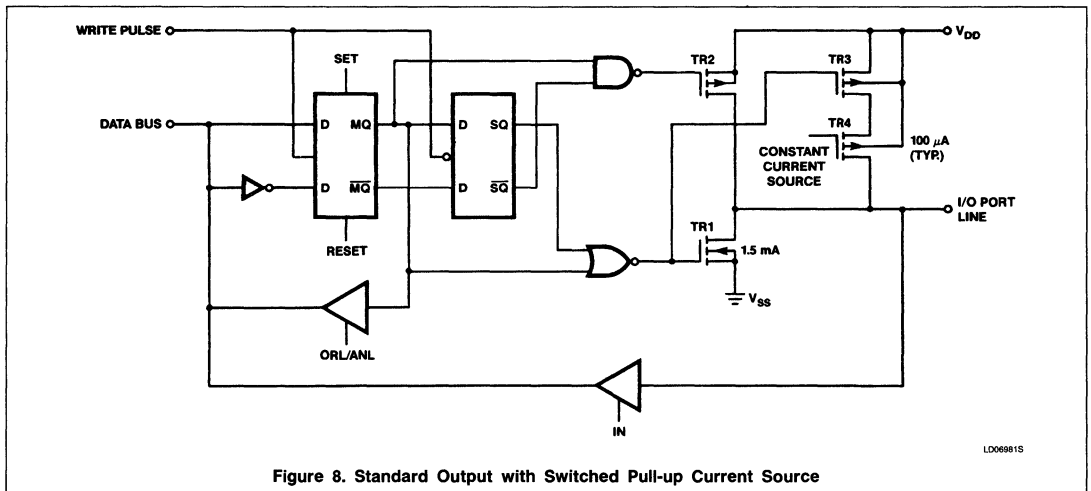 WRITE PULSE
SET
TR2
V_DD
TR3
DATA BUS
D
MQ
D
SQ
TR4
CONSTANT
CURRENT
SOURCE
100 μA
(TYP.)
D
M̅Q̅
D
S̅Q̅
I/O PORT
LINE
RESET
TR1
1.5 mA
V_SS
ORL/ANL
IN
LD06981S
Figure 8. Standard Output with Switched Pull-up Current Source